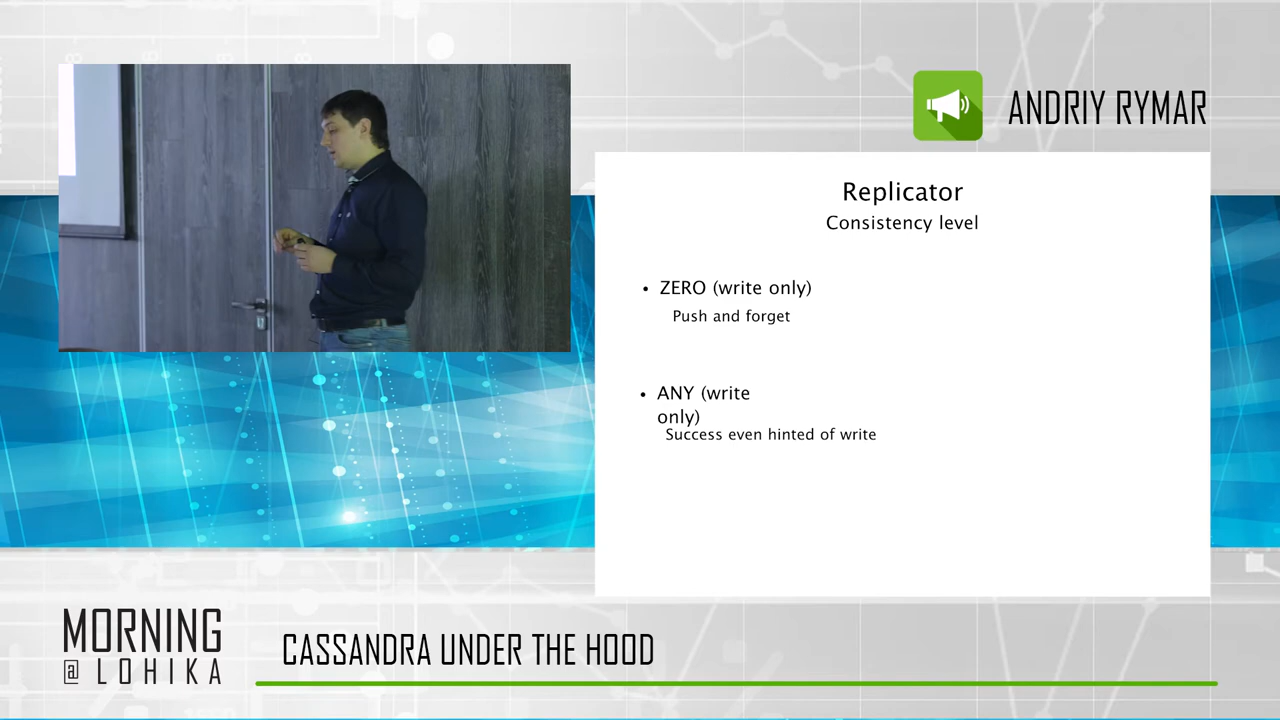 ANDRIY RYMAR
Replicator
Consistency level
• ZERO (write only)
Push and forget
• ANY (write
only)
Success even hinted of write
MORNING
@ LOHIKA
CASSANDRA UNDER THE HOOD